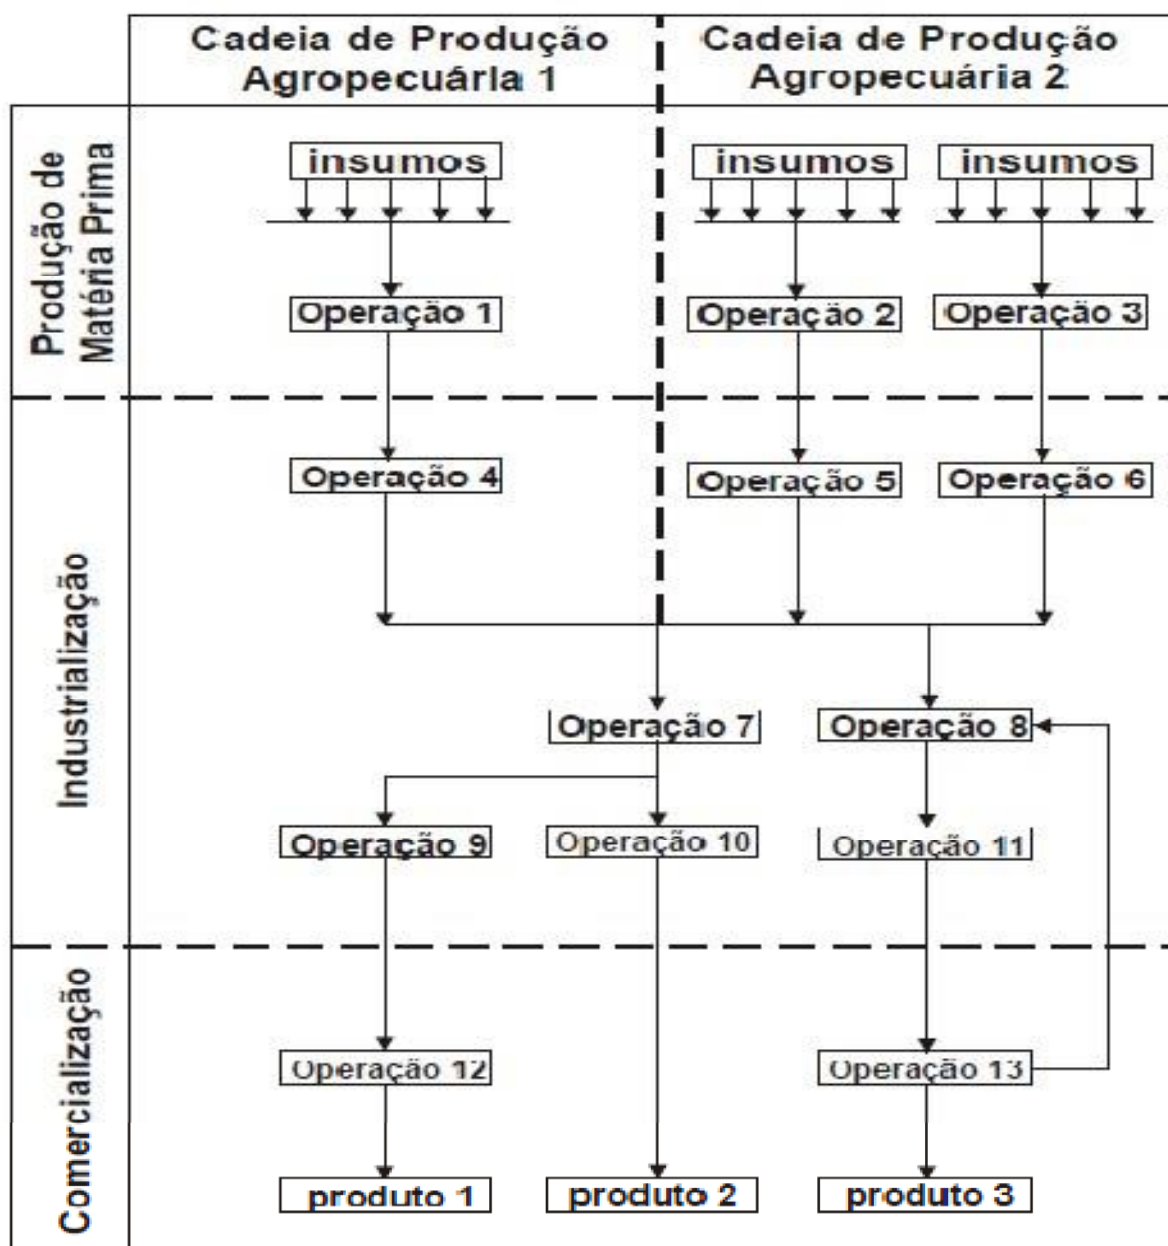 Cadeia de Produção
Agropecuária 1
Cadeia de Produção
Agropecuária 2
Produção de
Matéria Prima
insumos
insumos
insumos
Operação 1
Operação 2
Operação 3
Industrialização
Operação 4
Operação 5
Operação 6
Operação 7
Operação 8
Operação 9
Operação 10
Operação 11
Comercialização
Operação 12
Operação 13
produto 1
produto 2
produto 3